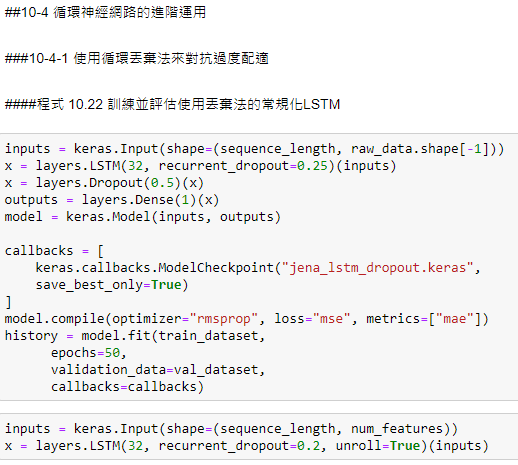 ##10-4 循環神經網路的進階運用
###10-4-1 使用循環丟棄法來對抗過度配適
####程式 10.22 訓練並評估使用丟棄法的常規化LSTM
inputs = keras.Input(shape=(sequence_length, raw_data.shape[-1]))
x = layers.LSTM(32, recurrent_dropout=0.25)(inputs)
x = layers.Dropout(0.5)(x)
outputs = layers.Dense(1)(x)
model = keras.Model(inputs, outputs)
callbacks = [
    keras.callbacks.ModelCheckpoint("jena_lstm_dropout.keras",
    save_best_only=True)
]
model.compile(optimizer="rmsprop", loss="mse", metrics=["mae"])
history = model.fit(train_dataset,
      epochs=50,
      validation_data=val_dataset,
      callbacks=callbacks)
inputs = keras.Input(shape=(sequence_length, num_features))
x = layers.LSTM(32, recurrent_dropout=0.2, unroll=True)(inputs)